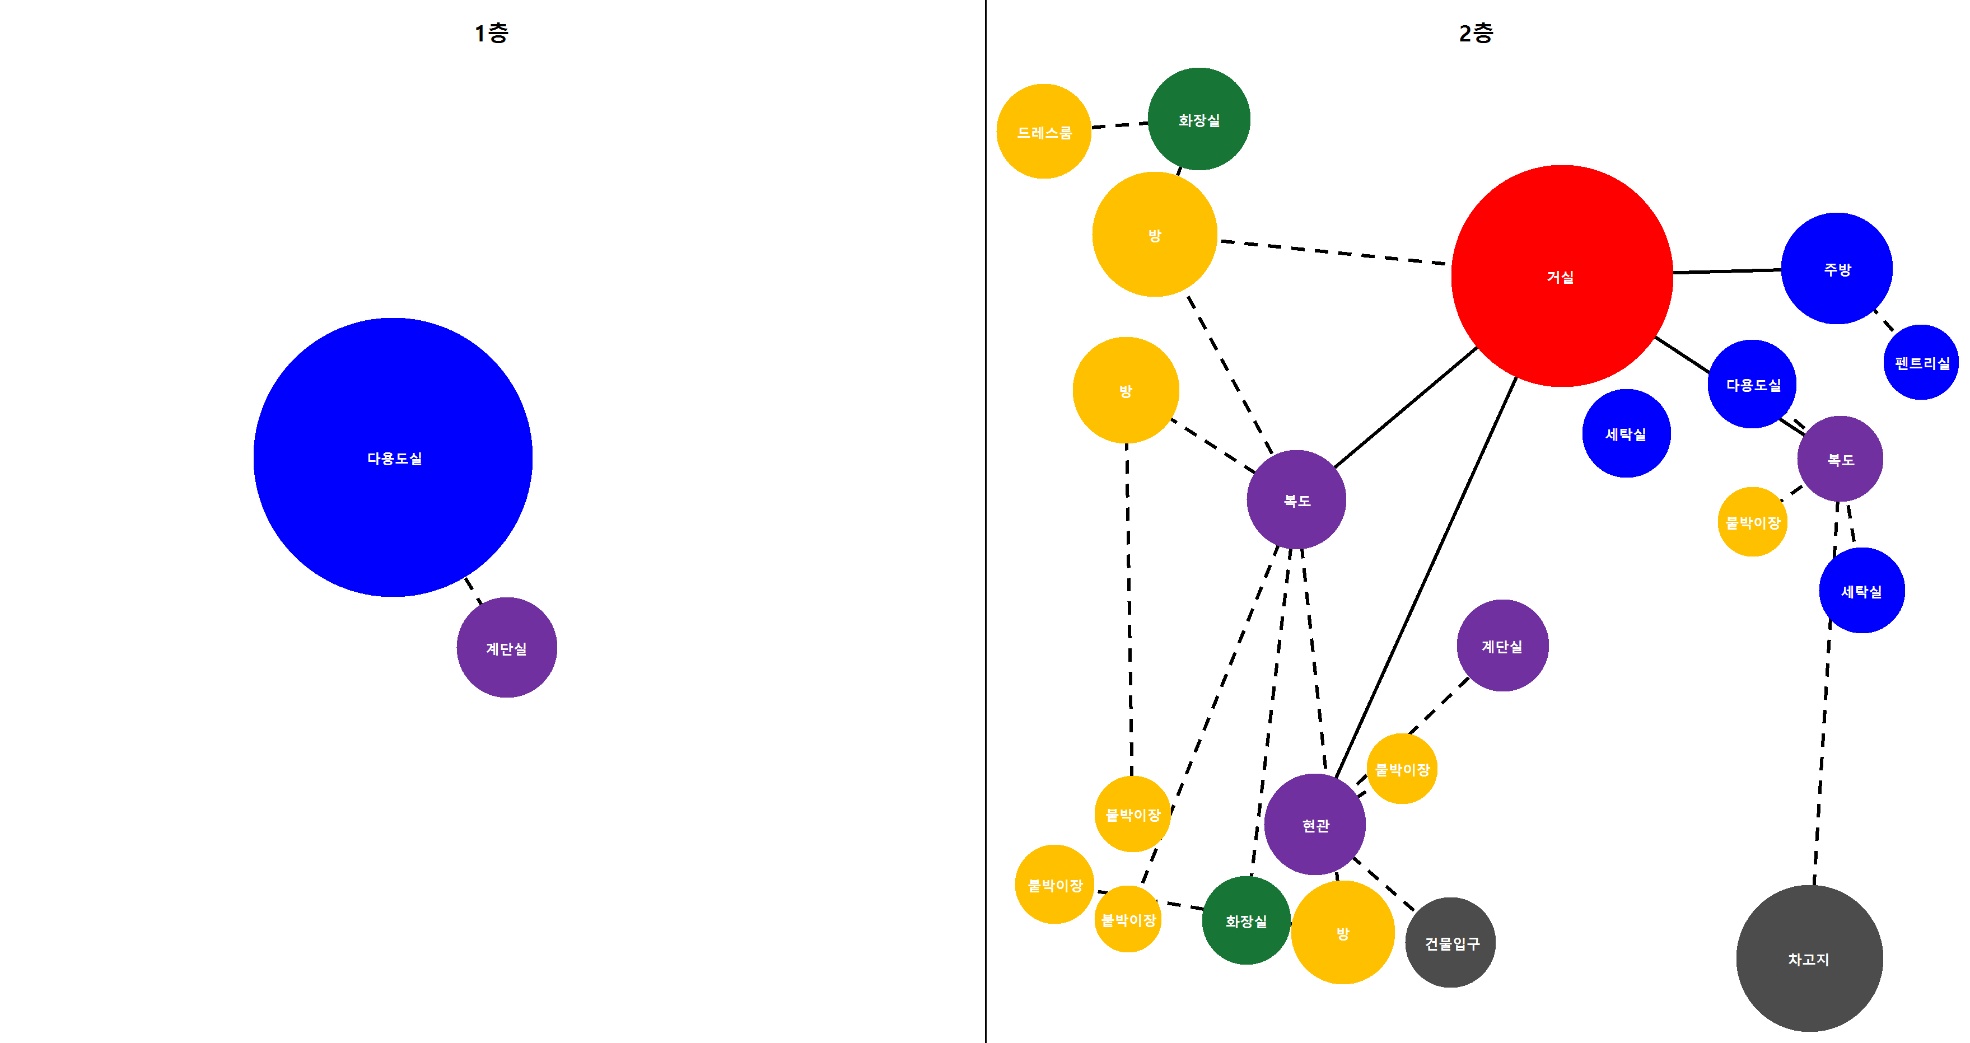 1층
다용도실
계단실
2층
드레스룸
화장실
방
거실
주방
펜트리실
다용도실
방
세탁실
복도
복도
붙박이장
세탁실
계단실
붙박이장
붙박이장
현관
붙박이장
붙박이장
화장실
방
건물입구
차고지